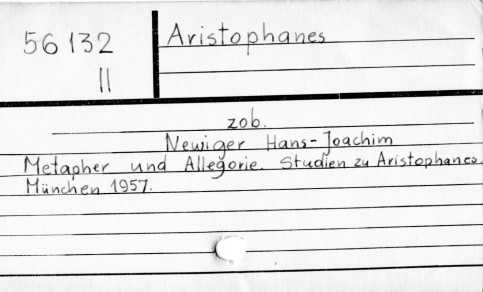 56132
II
Aristophanes
zob.
Newiger Hans-Joachim
Metapher und Allegorie. Studien zu Aristophanes.
München 1957.